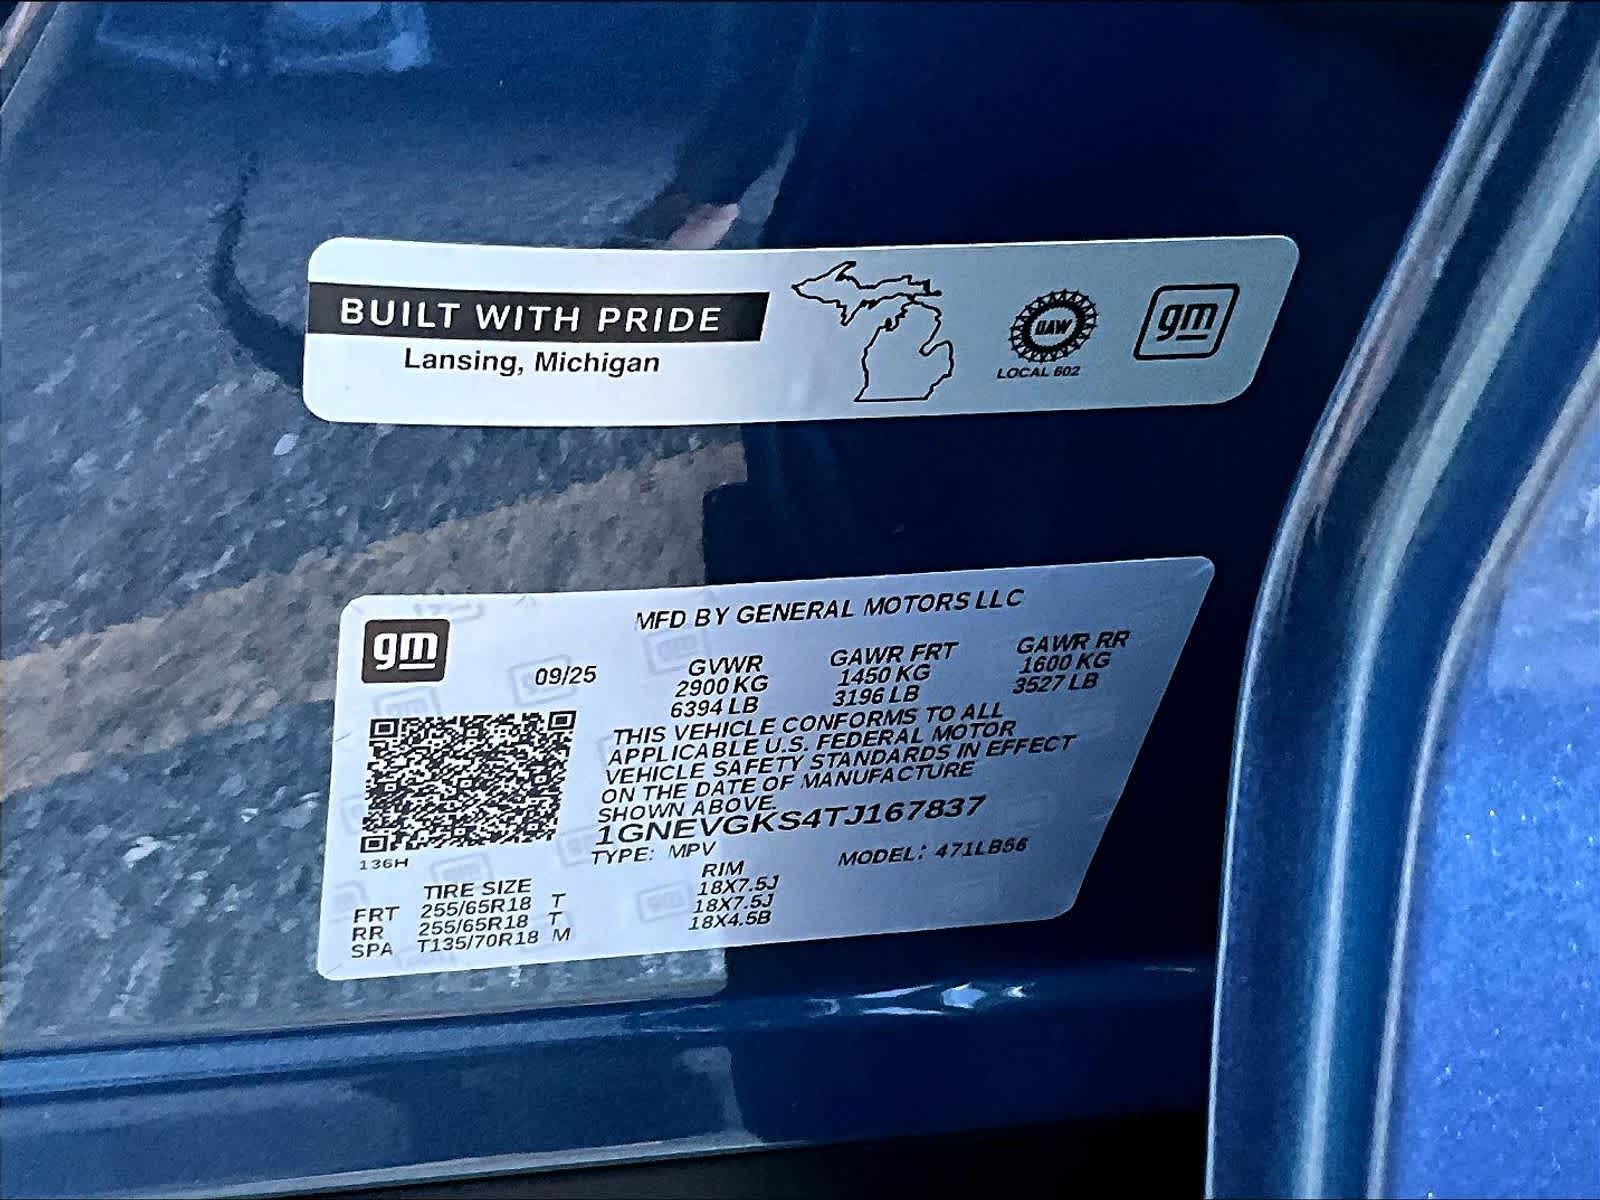 BUILT WITH PRIDE
Lansing, Michigan
UAW
LOCAL 602
gm
gm
MFD BY GENERAL MOTORS LLC
09/25
GVWR
2900 KG
6394 LB
GAWR FRT
1450 KG
3196 LB
GAWR RR
1600 KG
3527 LB
THIS VEHICLE CONFORMS TO ALL
APPLICABLE U.S. FEDERAL MOTOR
VEHICLE SAFETY STANDARDS IN EFFECT
ON THE DATE OF MANUFACTURE
SHOWN ABOVE.
1GNEVGKS4TJ167837
TYPE: MPV MODEL: 471LB56
136H
TIRE SIZE RIM
FRT 255/65R18 T 18X7.5J
RR 255/65R18 T 18X7.5J
SPA T135/70R18 M 18X4.5B